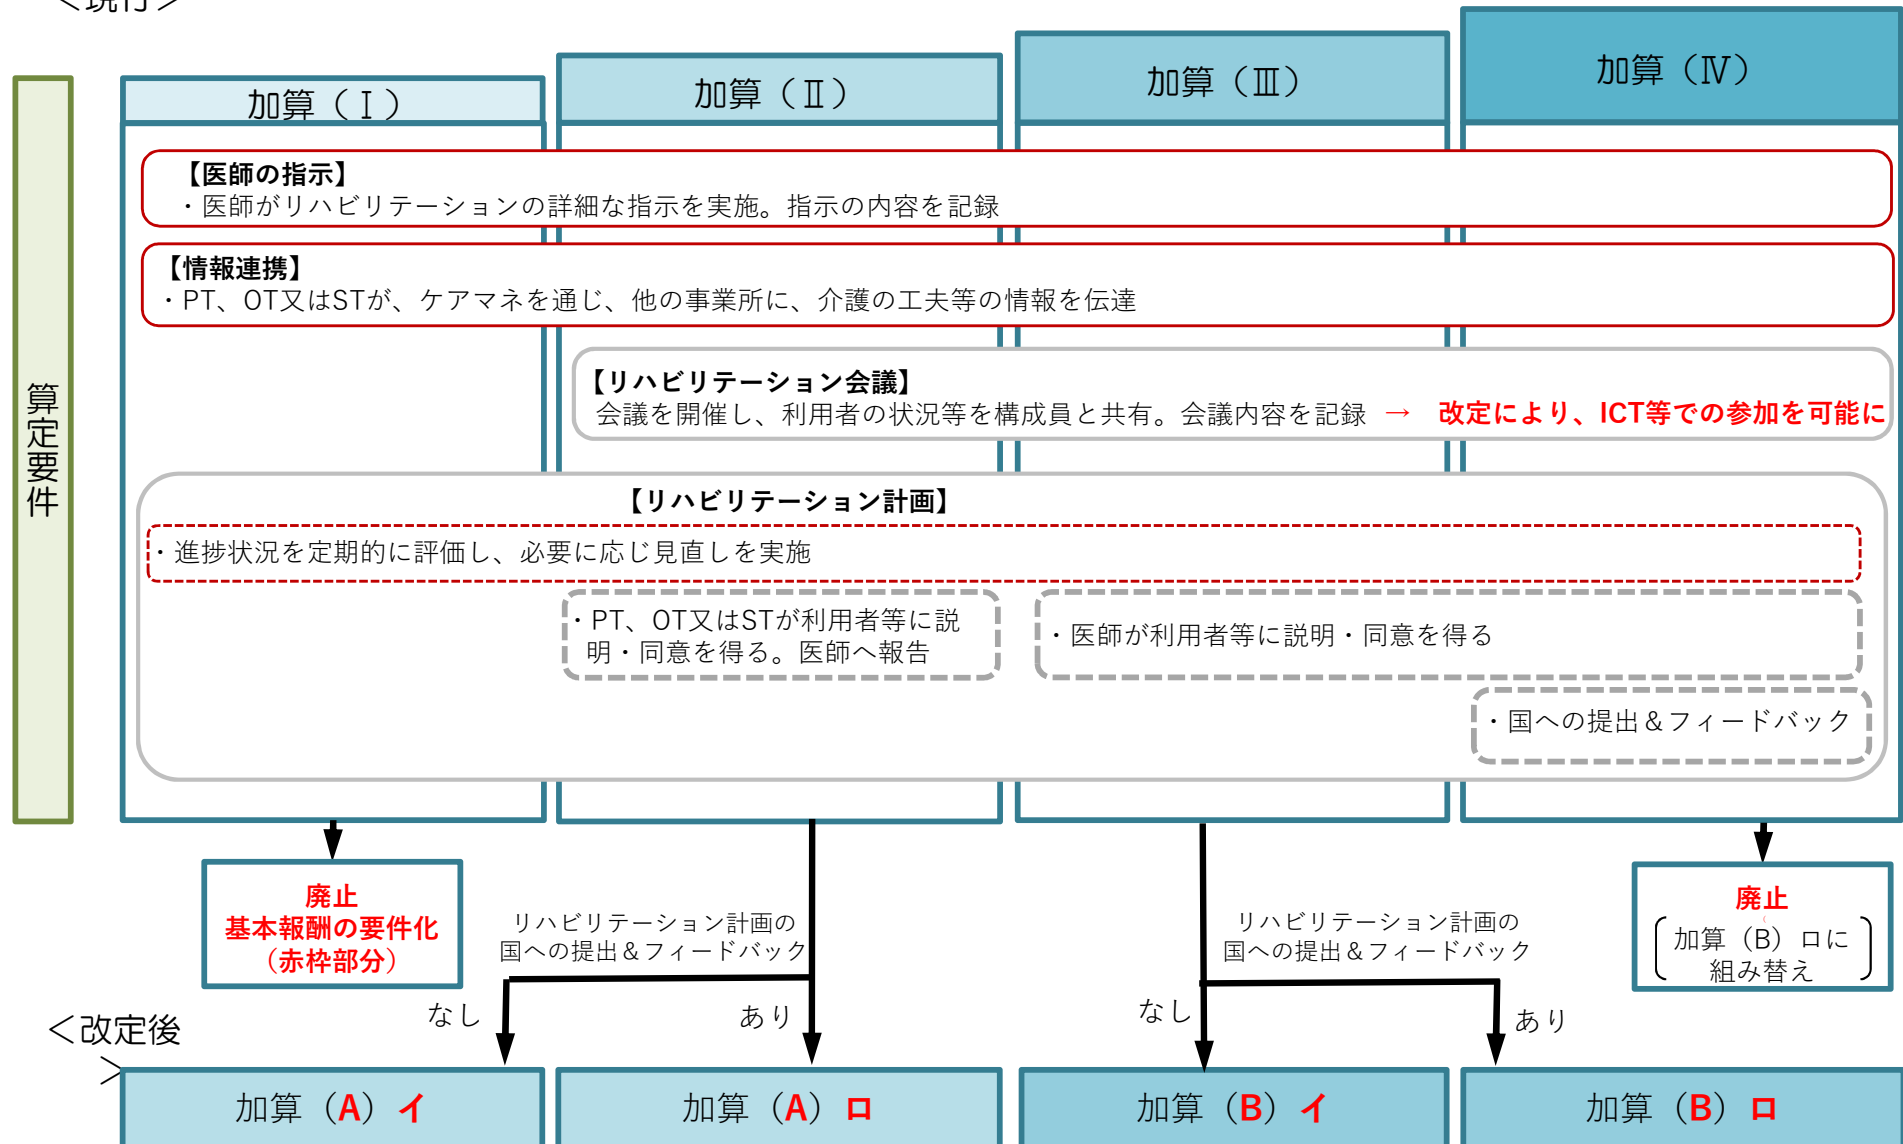 ＜現行＞
加算（Ⅰ）
加算（Ⅱ）
加算（Ⅲ）
加算（Ⅳ）
算定要件
【医師の指示】
・医師がリハビリテーションの詳細な指示を実施。指示の内容を記録
【情報連携】
・PT、OT又はSTが、ケアマネを通じ、他の事業所に、介護の工夫等の情報を伝達
【リハビリテーション会議】
会議を開催し、利用者の状況等を構成員と共有。会議内容を記録 → 改定により、ICT等での参加を可能に
【リハビリテーション計画】
・進捗状況を定期的に評価し、必要に応じ見直しを実施
・PT、OT又はSTが利用者等に説
明・同意を得る。医師へ報告
・医師が利用者等に説明・同意を得る
・国への提出＆フィードバック
廃止
基本報酬の要件化
（赤枠部分）
リハビリテーション計画の
国への提出＆フィードバック
なし
あり
リハビリテーション計画の
国への提出＆フィードバック
なし
あり
廃止
加算（B）ロに
組み替え
＜改定後
＞
加算（A）イ
加算（A）ロ
加算（B）イ
加算（B）ロ